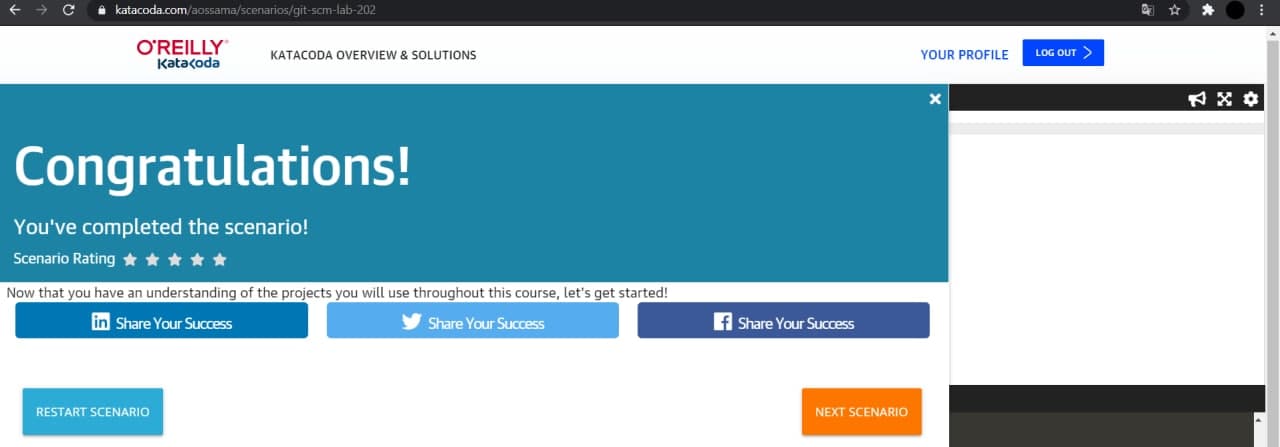 katacoda.com/aossama/scenarios/git-scm-lab-202
O'REILLY®
KataKoda
KATACODA OVERVIEW & SOLUTIONS
YOUR PROFILE
LOG OUT
Congratulations!
You've completed the scenario!
Scenario Rating
Now that you have an understanding of the projects you will use throughout this course, let's get started!
Share Your Success
Share Your Success
Share Your Success
RESTART SCENARIO
NEXT SCENARIO